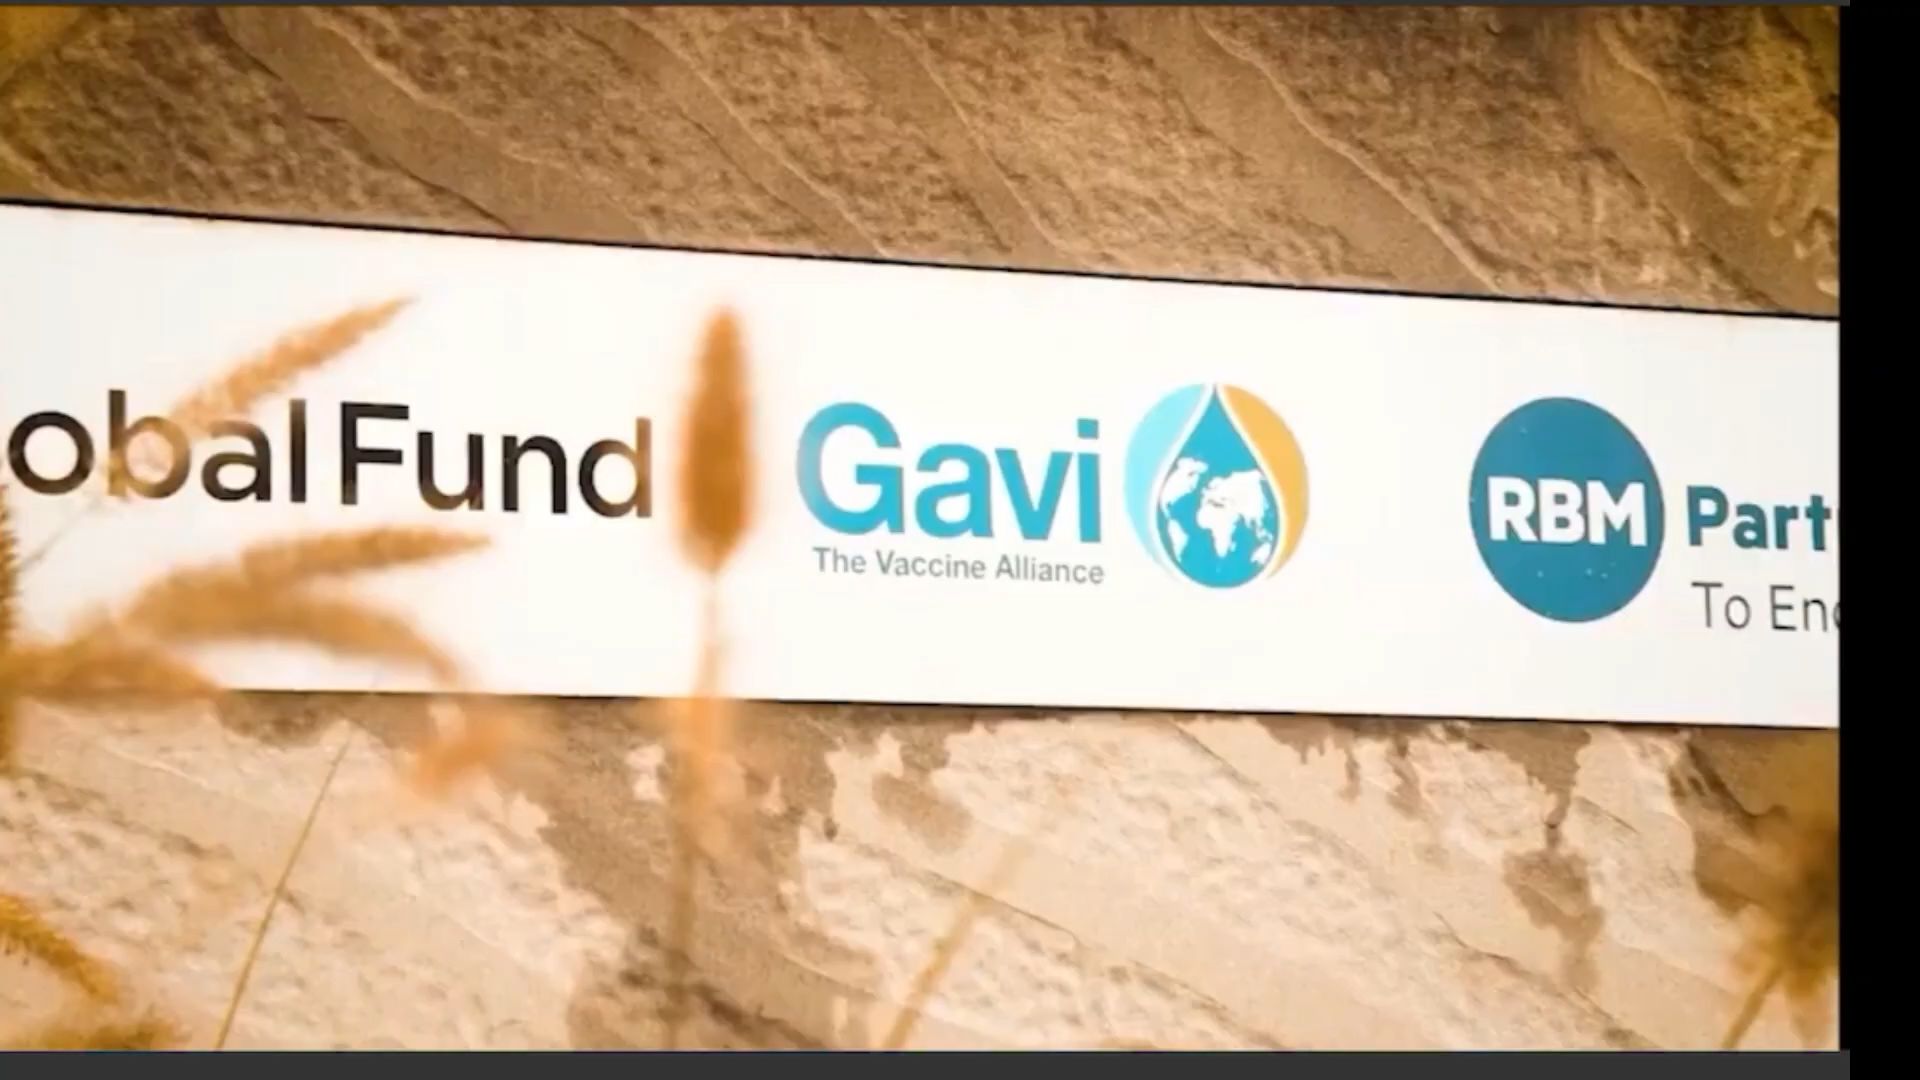 obal Fund
Gavi
The Vaccine Alliance
RBM
Part
To En